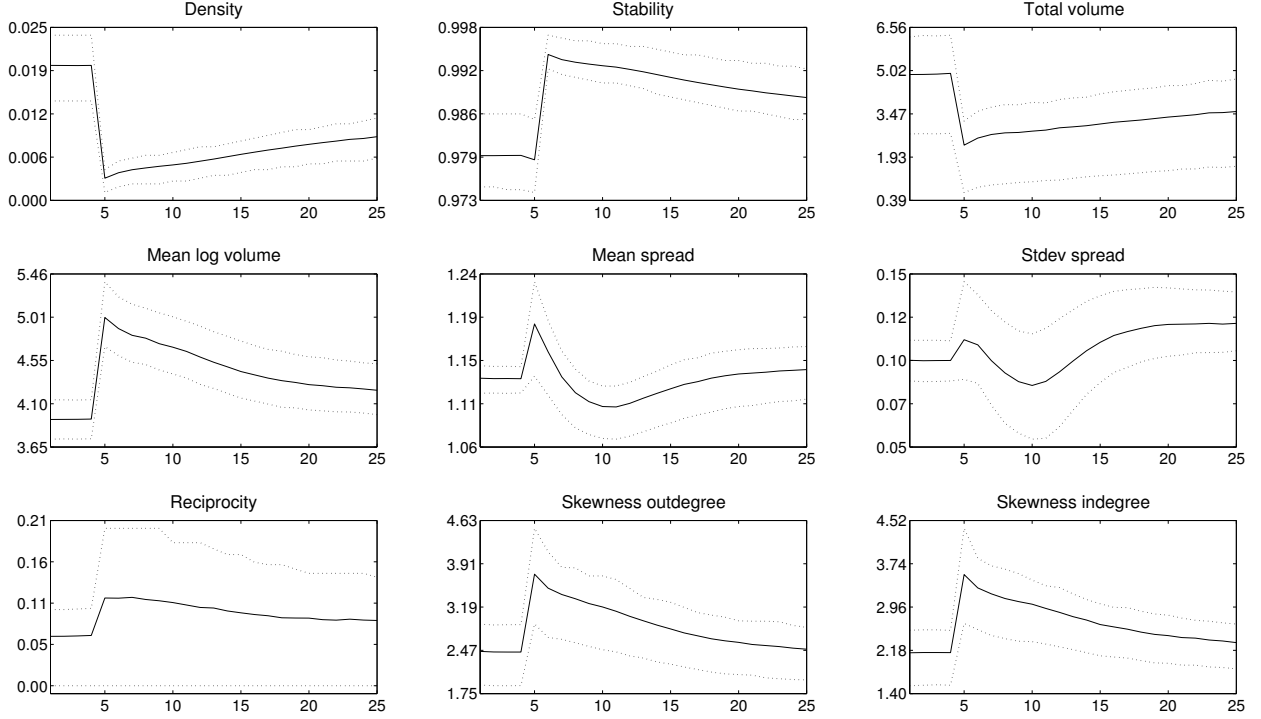 Density
Stability
Total volume
0.025
0.019
0.012
0.006
0.000
5 10 15 20 25
0.998
0.992
0.986
0.979
0.973
5 10 15 20 25
6.56
5.02
3.47
1.93
0.39
5 10 15 20 25
Mean log volume
Mean spread
Stdev spread
5.46
5.01
4.55
4.10
3.65
5 10 15 20 25
1.24
1.19
1.15
1.11
1.06
5 10 15 20 25
0.15
0.12
0.10
0.07
0.05
5 10 15 20 25
Reciprocity
Skewness outdegree
Skewness indegree
0.21
0.16
0.11
0.05
0.00
5 10 15 20 25
4.63
3.91
3.19
2.47
1.75
5 10 15 20 25
4.52
3.74
2.96
2.18
1.40
5 10 15 20 25